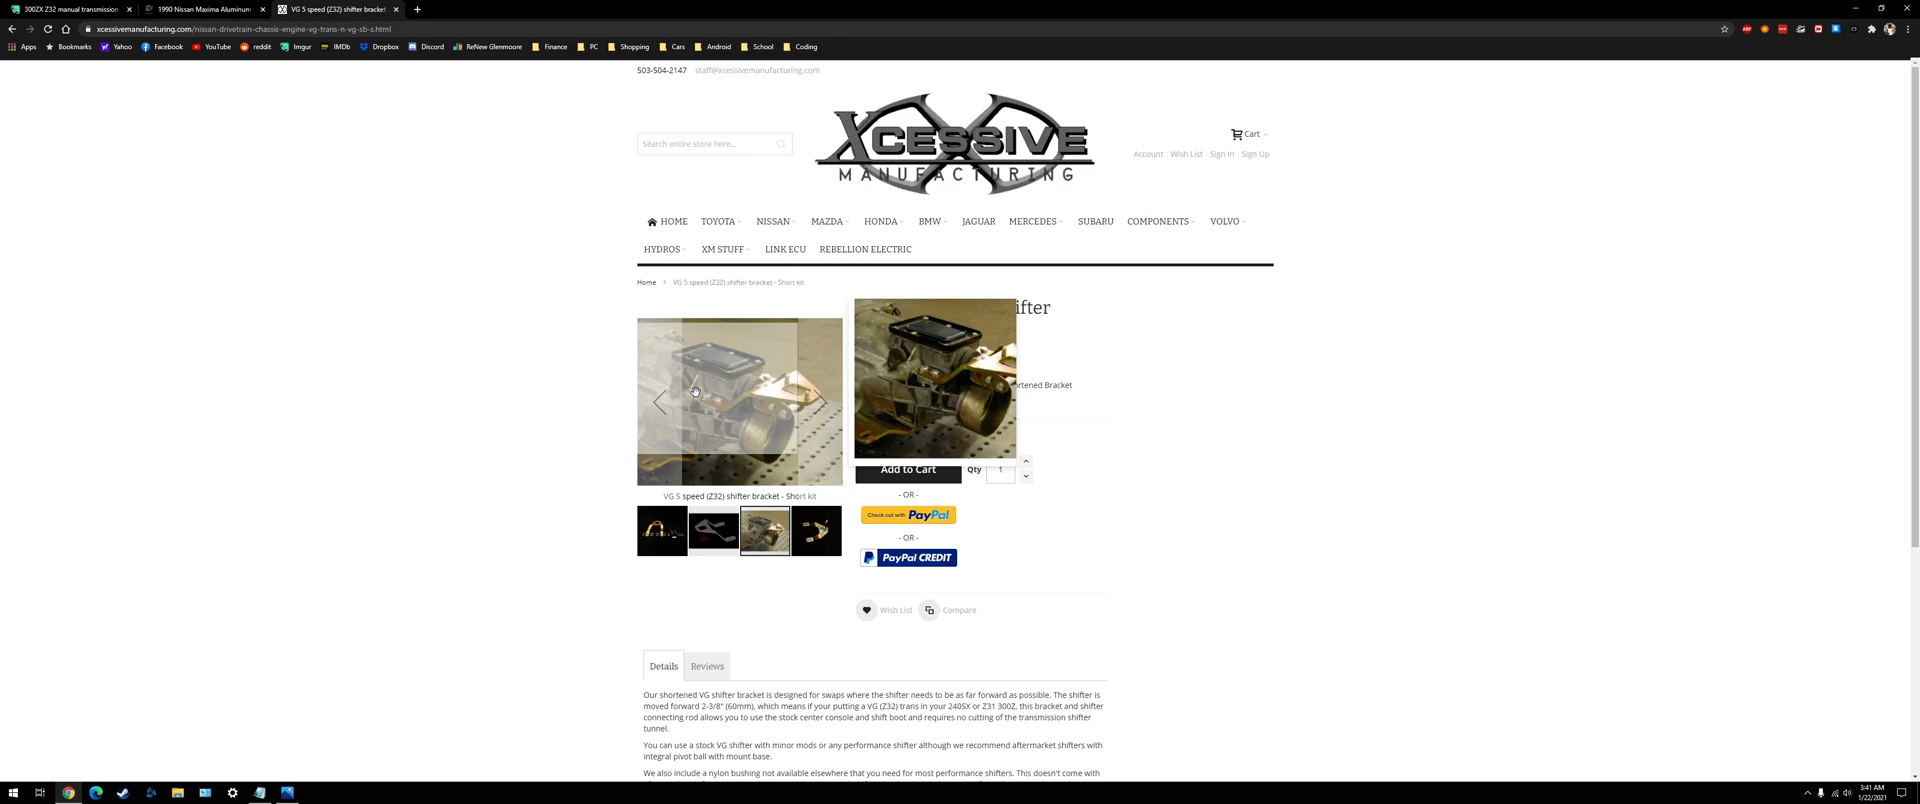 300ZX Z32 manual transmission
1990 Nissan Maxima Aluminum
VG 5 speed (Z32) shifter bracket
xcessivemanufacturing.com/nissan-drivetrain-chassis-engine-vg-trans-n-vg-sb-s.html
Apps Bookmarks Yahoo Facebook YouTube reddit Imgur IMDb Dropbox Discord ReNew Glenmoore Finance PC Shopping Cars Android School Coding
503-504-2147 staff@xcessivemanufacturing.com
Search entire store here...
XCESSIVE
MANUFACTURING
Cart
Account Wish List Sign In Sign Up
HOME TOYOTA NISSAN MAZDA HONDA BMW JAGUAR MERCEDES SUBARU COMPONENTS VOLVO
HYDROS XM STUFF LINK ECU REBELLION ELECTRIC
Home > VG 5 speed (Z32) shifter bracket - Short kit
ifter
ortened Bracket
Add to Cart Qty 1
- OR -
Check out with PayPal
- OR -
PayPal CREDIT
VG 5 speed (Z32) shifter bracket - Short kit
Wish List Compare
Details Reviews
Our shortened VG shifter bracket is designed for swaps where the shifter needs to be as far forward as possible. The shifter is
moved forward 2-3/8" (60mm), which means if your putting a VG (Z32) trans in your 240SX or Z31 300Z, this bracket and shifter
connecting rod allows you to use the stock center console and shift boot and requires no cutting of the transmission shifter
tunnel.
You can use a stock VG shifter with minor mods or any performance shifter although we recommend aftermarket shifters with
integral pivot ball with mount base.
We also include a nylon bushing not available elsewhere that you need for most performance shifters. This doesn't come with
3:41 AM
1/22/2021